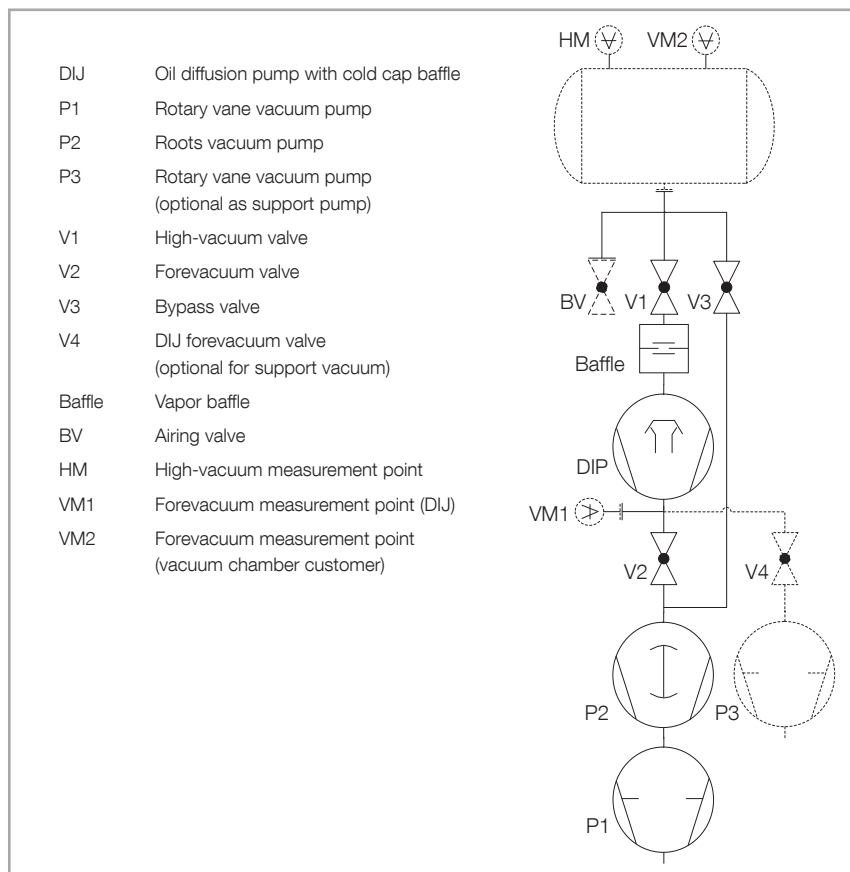 DIJ Oil diffusion pump with cold cap baffle
P1 Rotary vane vacuum pump
P2 Roots vacuum pump
P3 Rotary vane vacuum pump
(optional as support pump)
V1 High-vacuum valve
V2 Forevacuum valve
V3 Bypass valve
V4 DIJ forevacuum valve
(optional for support vacuum)
Baffle Vapor baffle
BV Airing valve
HM High-vacuum measurement point
VM1 Forevacuum measurement point (DIJ)
VM2 Forevacuum measurement point
(vacuum chamber customer)
HM VM2
BV V1 V3
Baffle
DIP
VM1
V2 V4
P2 P3
P1